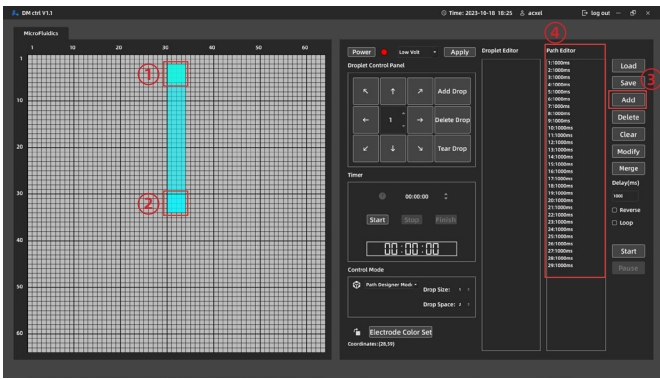 DM ctrl V1.1
Time: 2023-10-18 18:25
acxel
log out
MicroFluidics
1 10 20 30 40 50 60
1
10
20
30
40
50
60
①
②
Power
Low Volt
Apply
Droplet Control Panel
Add Drop
1
Delete Drop
Tear Drop
Timer
00:00:00
Start
Stop
Finish
00:00:00
Control Mode
Path Designer Mode
Drop Size:
Drop Space:
Electrode Color Set
Coordinates:(28,59)
Droplet Editor
④
Path Editor
1:1000ms
2:1000ms
3:1000ms
4:1000ms
5:1000ms
6:1000ms
7:1000ms
8:1000ms
9:1000ms
10:1000ms
11:1000ms
12:1000ms
13:1000ms
14:1000ms
15:1000ms
16:1000ms
17:1000ms
18:1000ms
19:1000ms
20:1000ms
21:1000ms
22:1000ms
23:1000ms
24:1000ms
25:1000ms
26:1000ms
27:1000ms
28:1000ms
29:1000ms
Load
Save
③
Add
Delete
Clear
Modify
Merge
Delay(ms)
1000
Reverse
Loop
Start
Pause